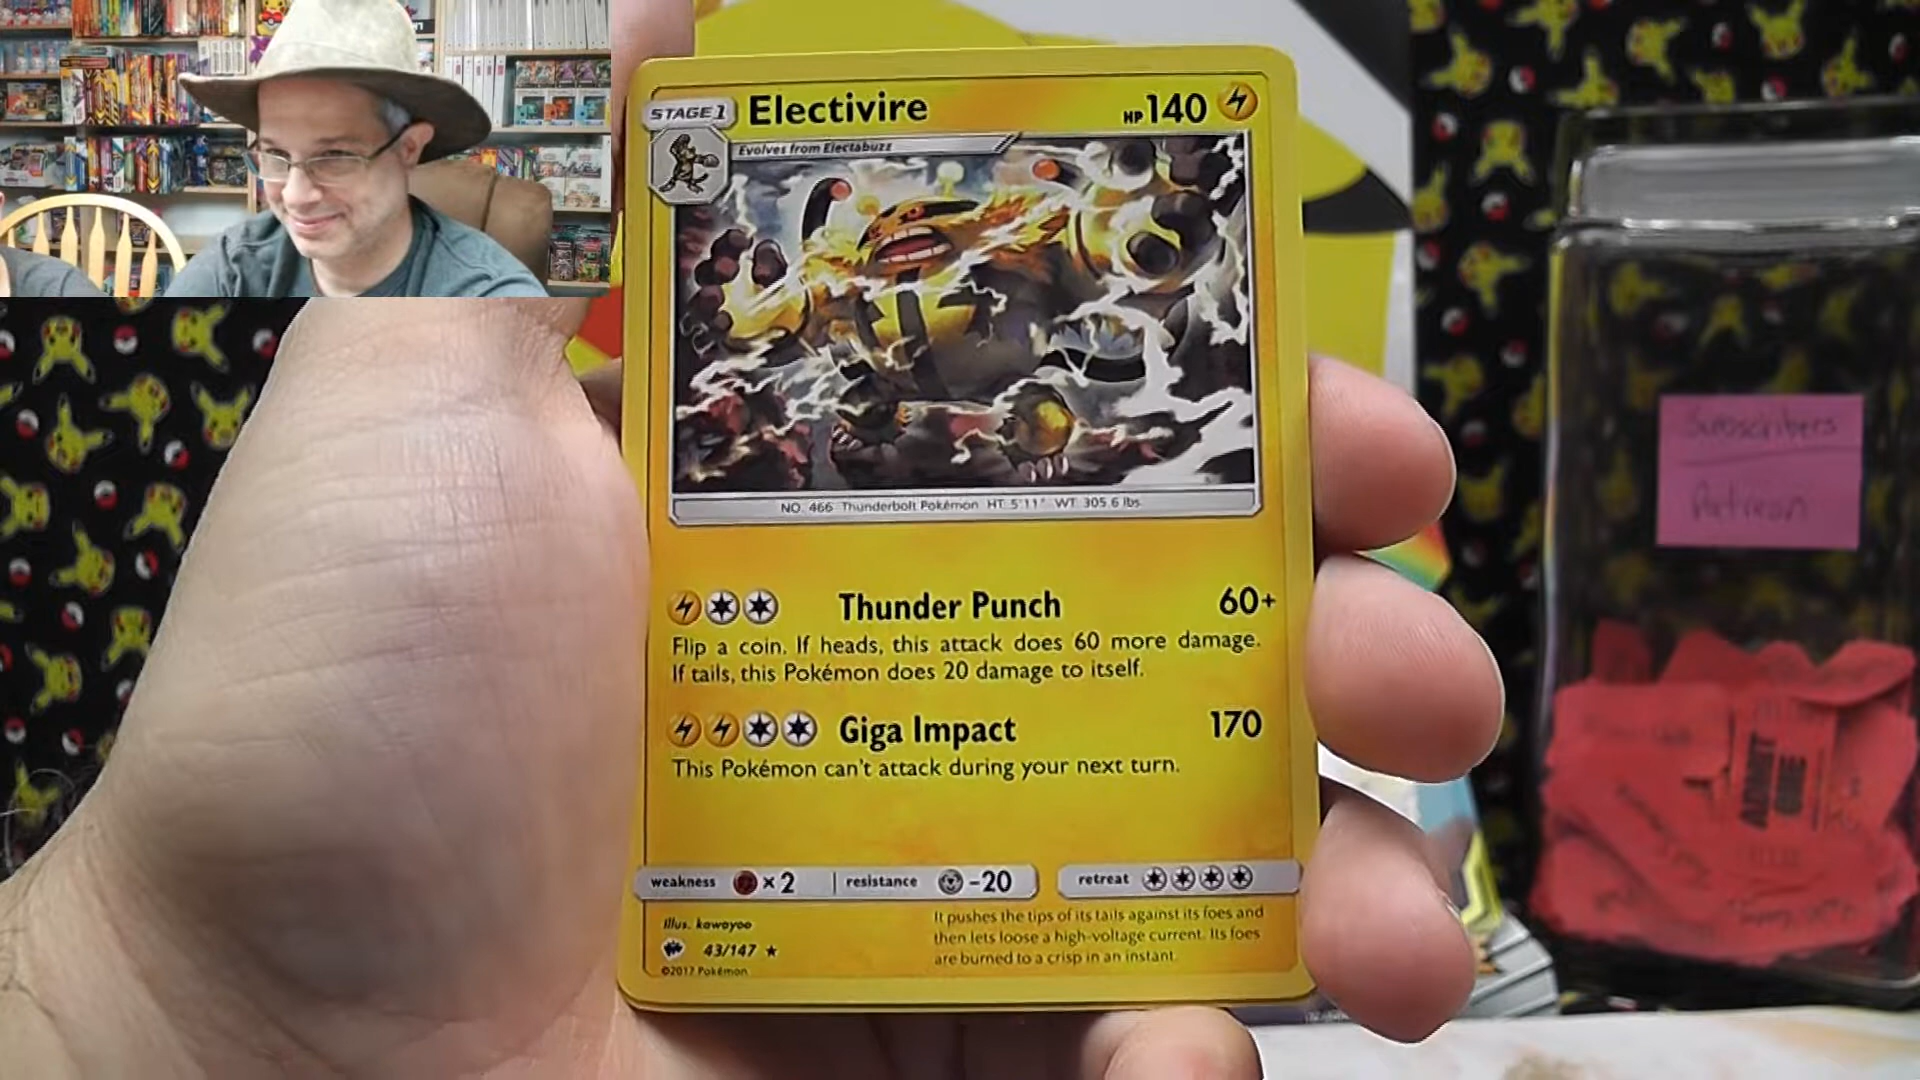 STAGE 1 Electivire HP 140
Evolves from Electabuzz
NO. 466 Thunderbolt Pokémon HT: 5'11" WT: 305.6 lbs.
Thunder Punch 60+
Flip a coin. If heads, this attack does 60 more damage.
If tails, this Pokémon does 20 damage to itself.
Giga Impact 170
This Pokémon can't attack during your next turn.
weakness ×2 resistance -20 retreat
Illus. kawayoo
43/147 ★
©2017 Pokémon
It pushes the tips of its tails against its foes and
then lets loose a high-voltage current. Its foes
are burned to a crisp in an instant.
Subscribers
Patreon
ADMIT
ONE